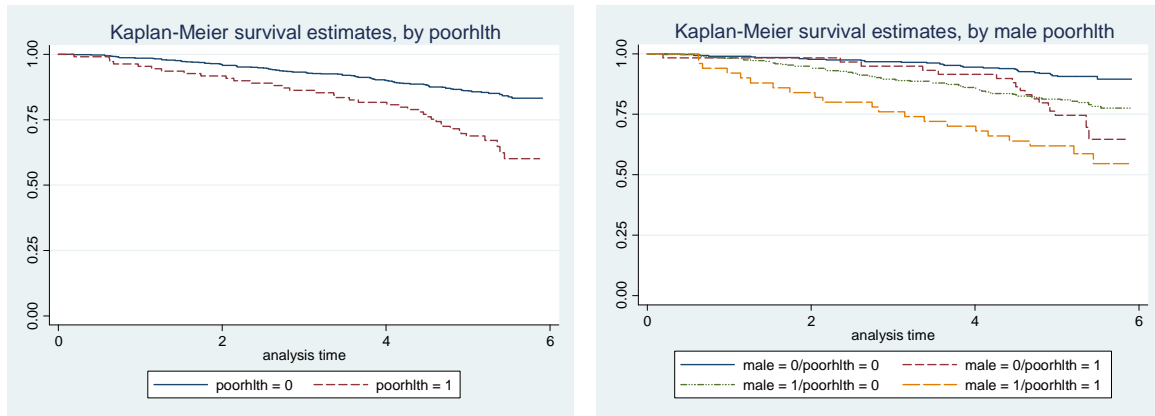 Kaplan-Meier survival estimates, by poorhlth
1.00
0.75
0.50
0.25
0.00
0 2 4 6
analysis time
poorhlth = 0 poorhlth = 1
Kaplan-Meier survival estimates, by male poorhlth
1.00
0.75
0.50
0.25
0.00
0 2 4 6
analysis time
male = 0/poorhlth = 0 male = 0/poorhlth = 1
male = 1/poorhlth = 0 male = 1/poorhlth = 1